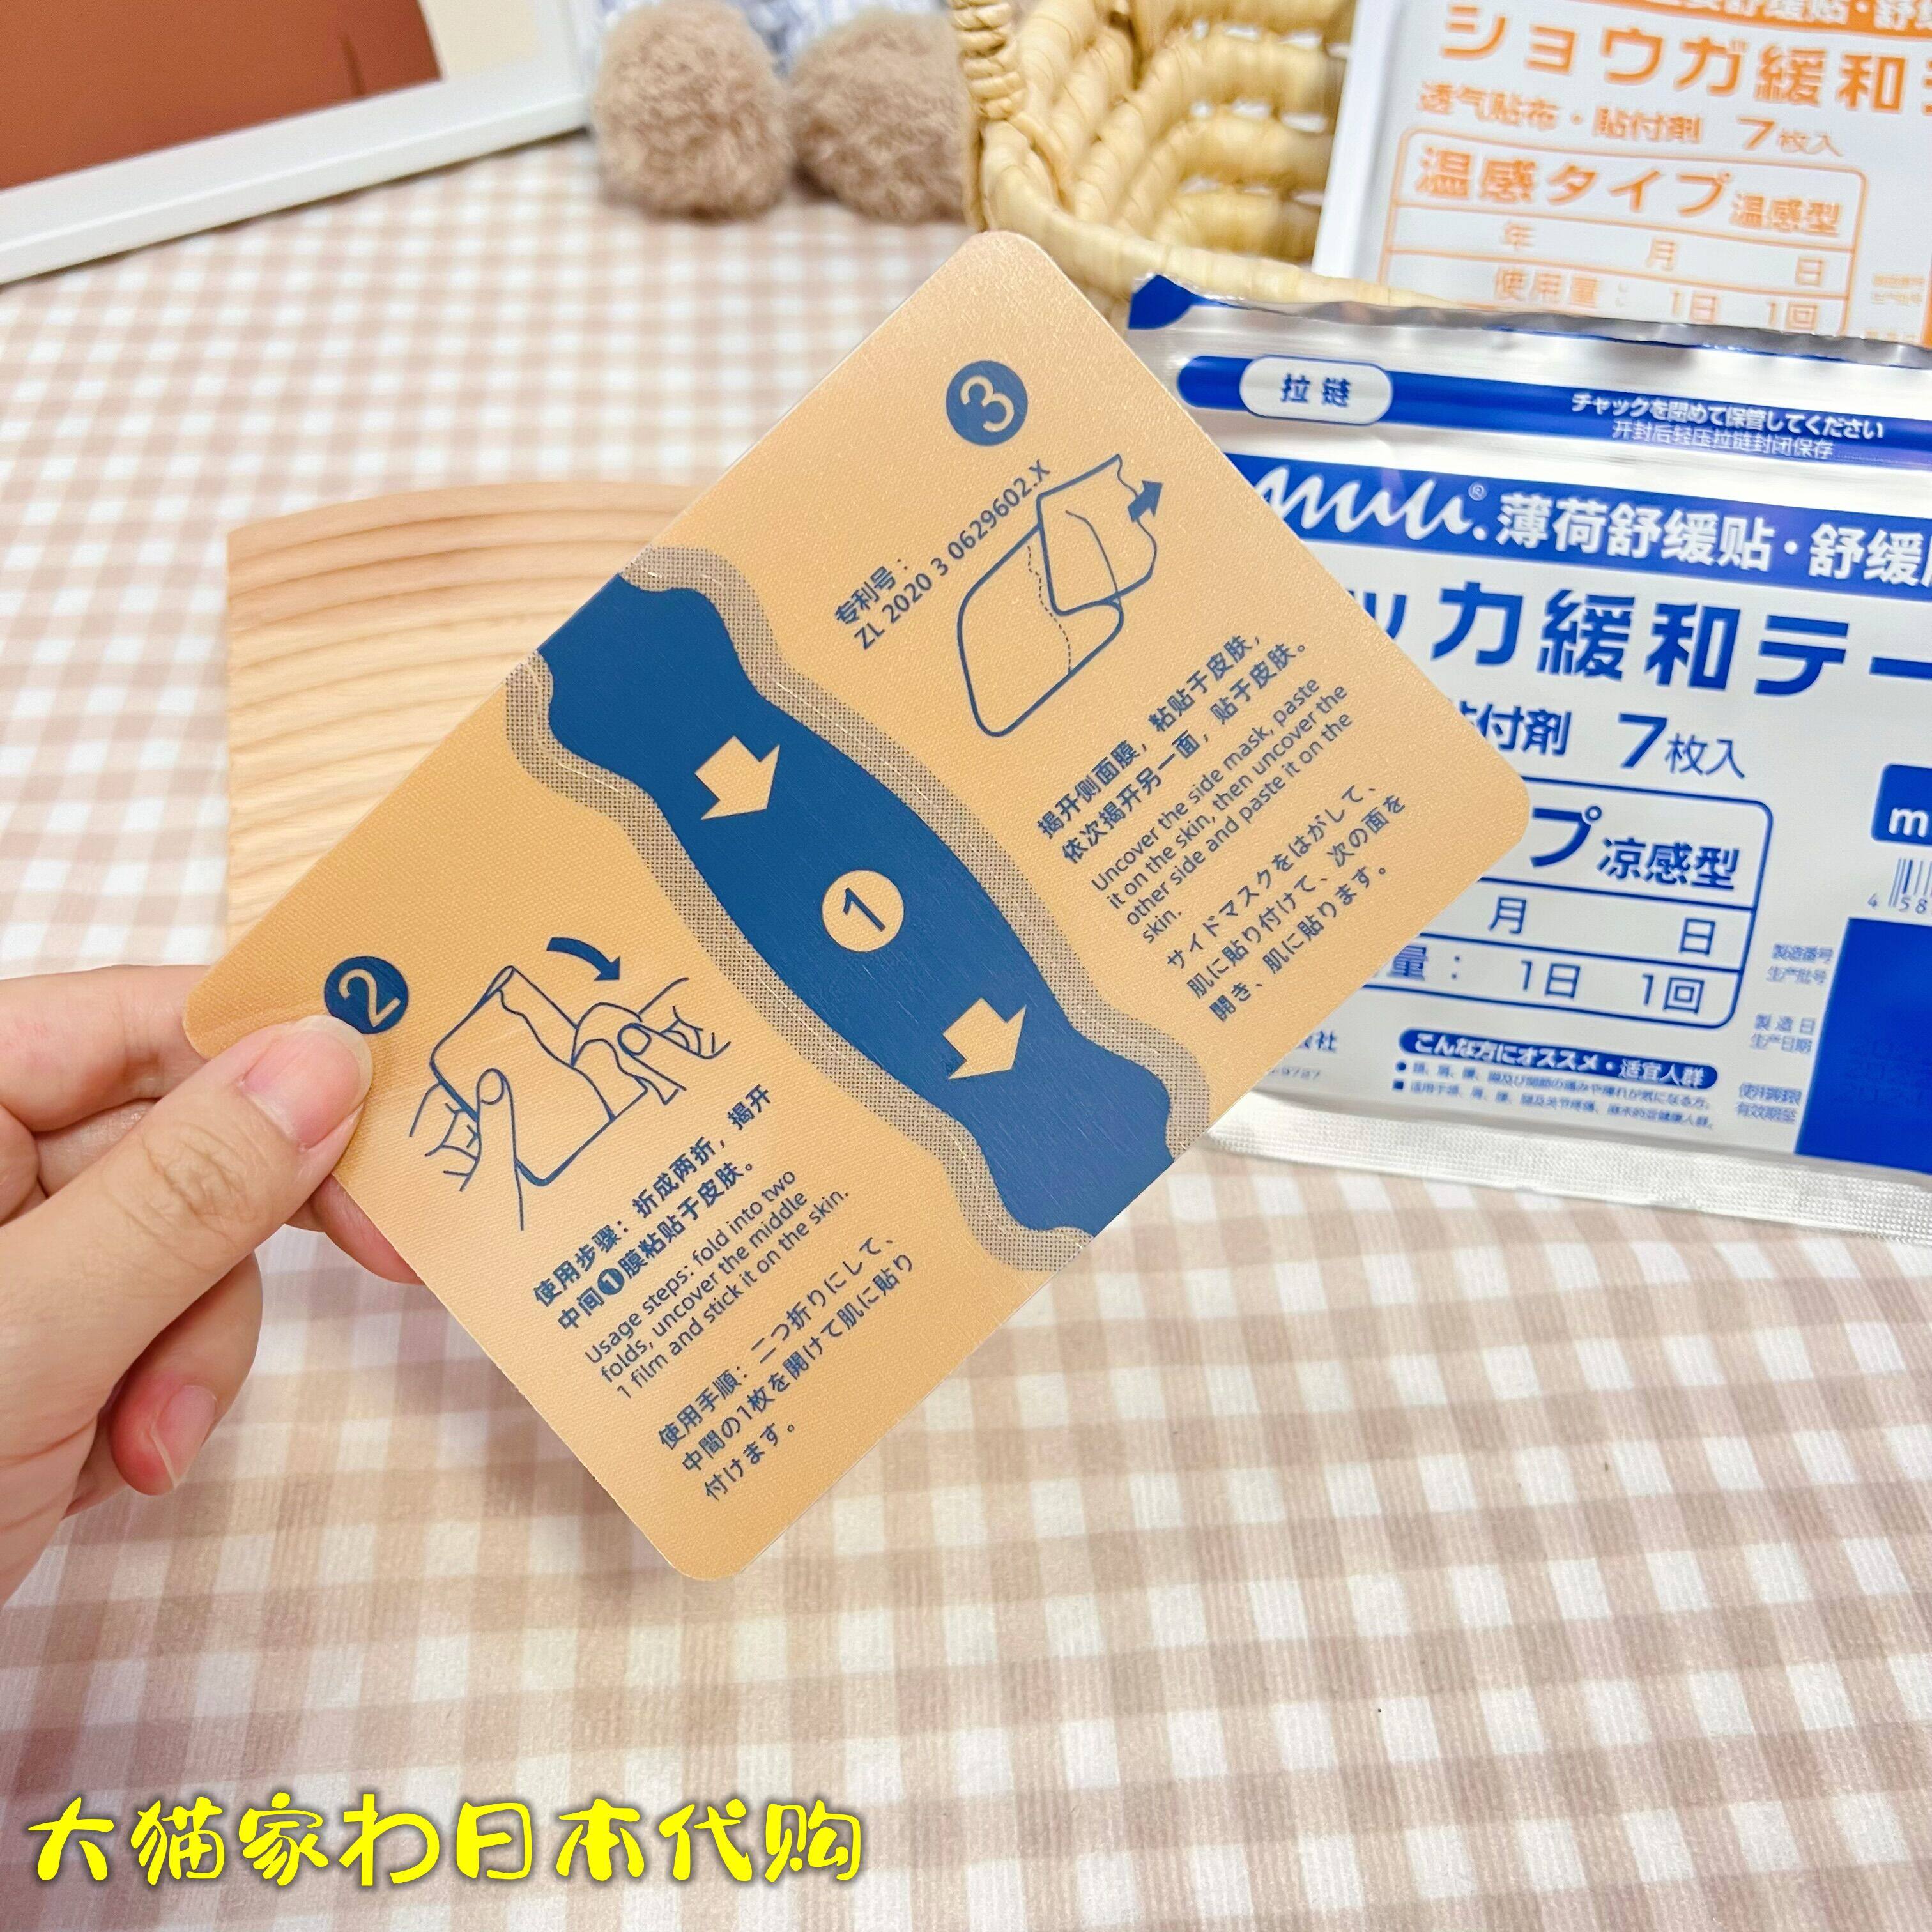 ショウガ緩和テ
透气贴布・貼付剤 7枚入
温感タイプ 温感型
年 月 日
使用量： 1日 1回
拉链
チャックを閉めて保管してください
开封后轻压拉链封闭保存
mulu® 薄荷舒缓贴・舒缓
ッカ緩和テー
付剤 7枚入
プ 凉感型
月 日
量： 1日 1回
こんな方にオススメ・适宜人群
製造番号
生产批号
製造日
生产日期
使用期限
有效期至
3
专利号：
ZL 2020 3 0629602.X
揭开侧面膜，粘贴于皮肤，
依次揭开另一面，贴于皮肤。
Uncover the side mask, paste
it on the skin, then uncover the
other side and paste it on the
skin.
サイドマスクをはがして、
肌に貼り付けて、次の面を
開き、肌に貼ります。
1
2
使用步骤：折成两折，揭开
中间1膜粘贴于皮肤。
Usage steps: fold into two
folds, uncover the middle
1 film and stick it on the skin.
使用手順：二つ折りにして、
中間の1枚を開けて肌に貼り
付けます。
大猫家わ日本代购